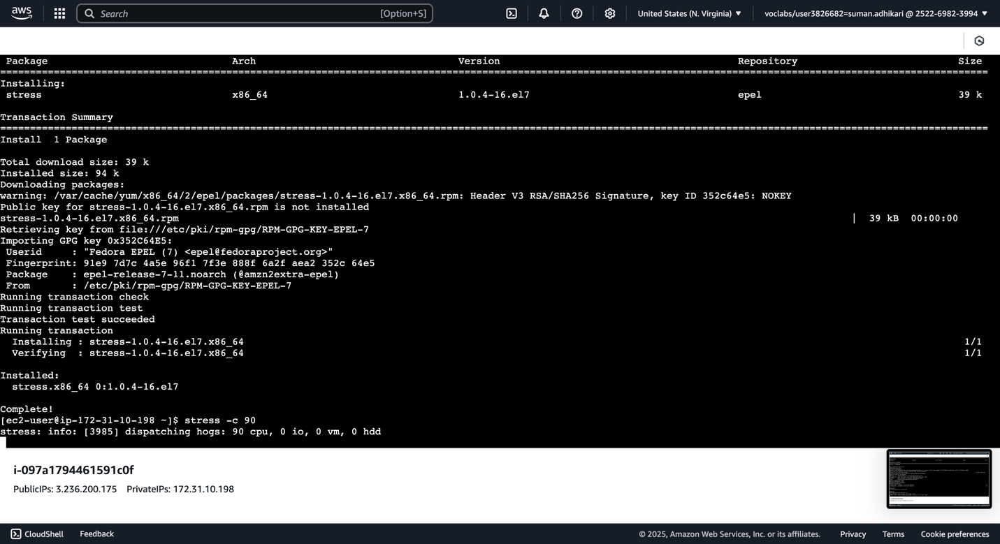 aws
Search [Option+S] United States (N. Virginia) ▼ voclabs/user3826682=suman.adhikari @ 2522-6982-3994 ▼
Package Arch Version Repository Size
================================================================================
Installing:
stress x86_64 1.0.4-16.el7 epel 39 k
Transaction Summary
================================================================================
Install 1 Package
Total download size: 39 k
Installed size: 94 k
Downloading packages:
warning: /var/cache/yum/x86_64/2/epel/packages/stress-1.0.4-16.el7.x86_64.rpm: Header V3 RSA/SHA256 Signature, key ID 352c64e5: NOKEY
Public key for stress-1.0.4-16.el7.x86_64.rpm is not installed
stress-1.0.4-16.el7.x86_64.rpm | 39 kB 00:00:00
Retrieving key from file:///etc/pki/rpm-gpg/RPM-GPG-KEY-EPEL-7
Importing GPG key 0x352C64E5:
Userid : "Fedora EPEL (7) <epel@fedoraproject.org>"
Fingerprint: 91e9 7d7c 4a5e 96f1 7f3e 888f 6a2f aea2 352c 64e5
Package : epel-release-7-11.noarch (@amzn2extra-epel)
From : /etc/pki/rpm-gpg/RPM-GPG-KEY-EPEL-7
Running transaction check
Running transaction test
Transaction test succeeded
Running transaction
Installing : stress-1.0.4-16.el7.x86_64 1/1
Verifying : stress-1.0.4-16.el7.x86_64 1/1
Installed:
stress.x86_64 0:1.0.4-16.el7
Complete!
[ec2-user@ip-172-31-10-198 ~]$ stress -c 90
stress: info: [3985] dispatching hogs: 90 cpu, 0 io, 0 vm, 0 hdd
i-097a1794461591c0f
PublicIPs: 3.236.200.175 PrivateIPs: 172.31.10.198
CloudShell Feedback © 2025, Amazon Web Services, Inc. or its affiliates. Privacy Terms Cookie preferences